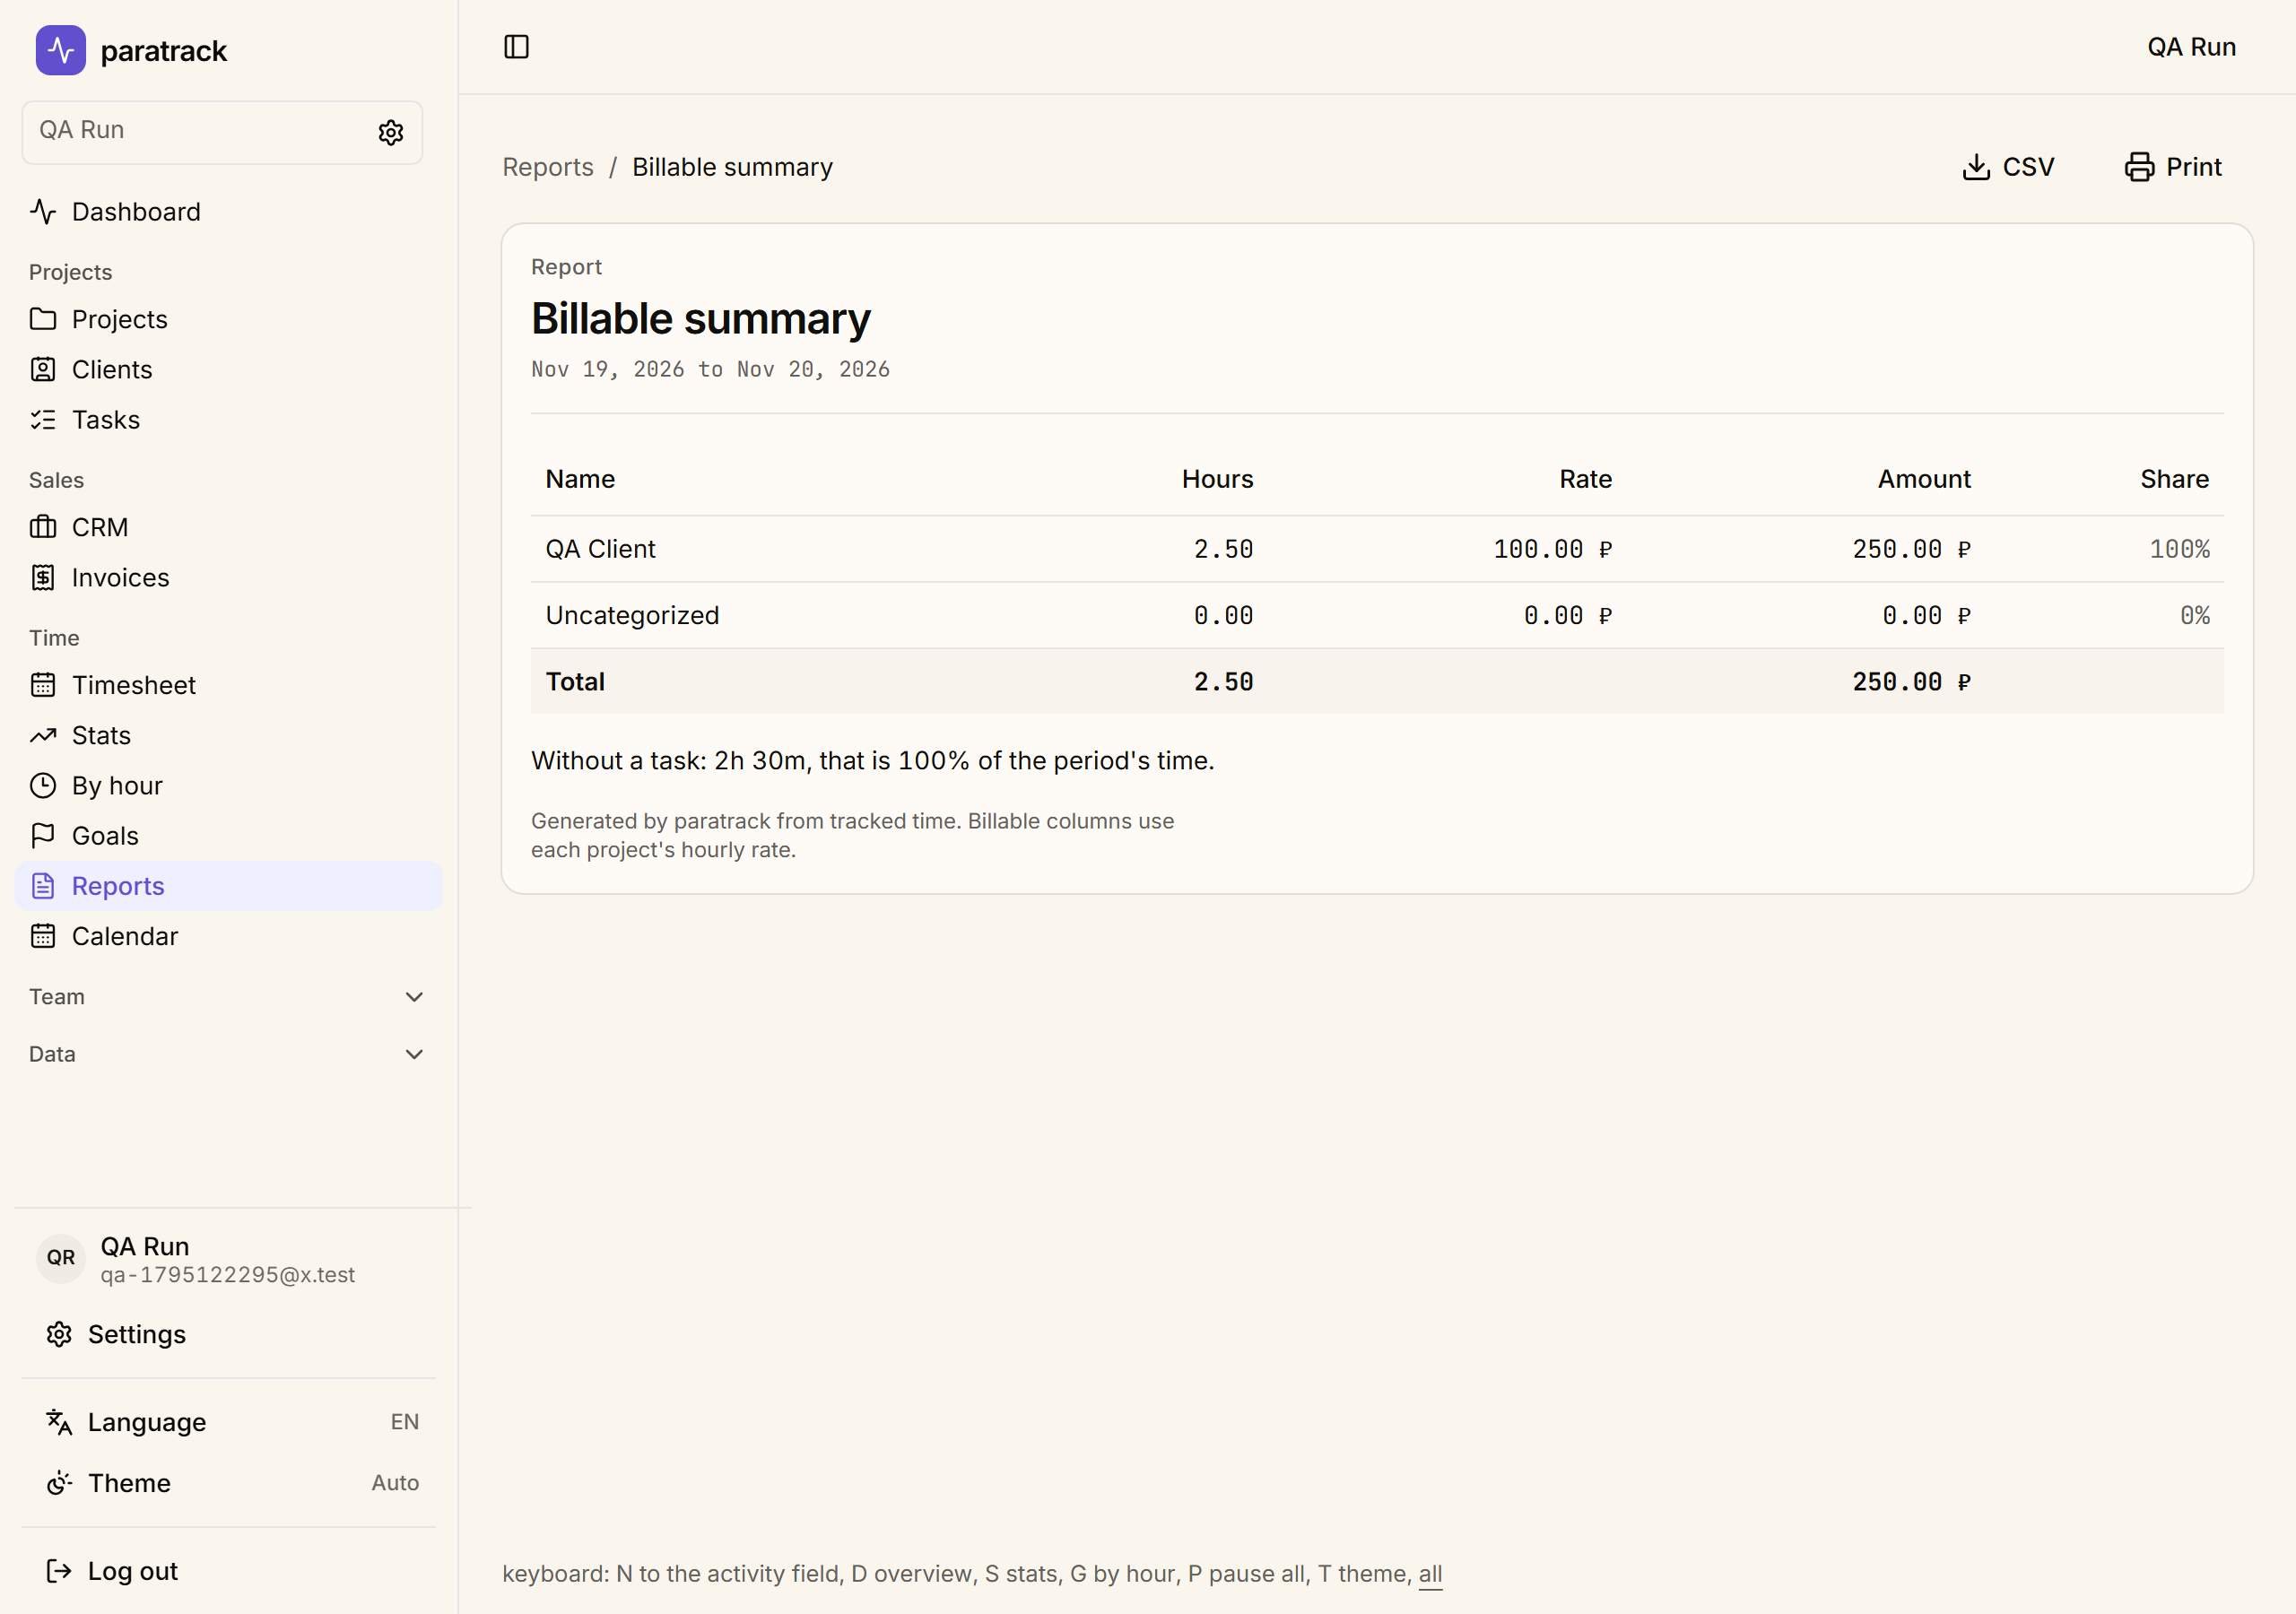 paratrack
QA Run
Dashboard
Projects
Projects
Clients
Tasks
Sales
CRM
Invoices
Time
Timesheet
Stats
By hour
Goals
Reports
Calendar
Team
Data
QR
QA Run
qa-1795122295@x.test
Settings
Language EN
Theme Auto
Log out
QA Run
Reports / Billable summary
CSV
Print
Report
Billable summary
Nov 19, 2026 to Nov 20, 2026
Name Hours Rate Amount Share
QA Client 2.50 100.00 ₽ 250.00 ₽ 100%
Uncategorized 0.00 0.00 ₽ 0.00 ₽ 0%
Total 2.50 250.00 ₽
Without a task: 2h 30m, that is 100% of the period's time.
Generated by paratrack from tracked time. Billable columns use
each project's hourly rate.
keyboard: N to the activity field, D overview, S stats, G by hour, P pause all, T theme, all